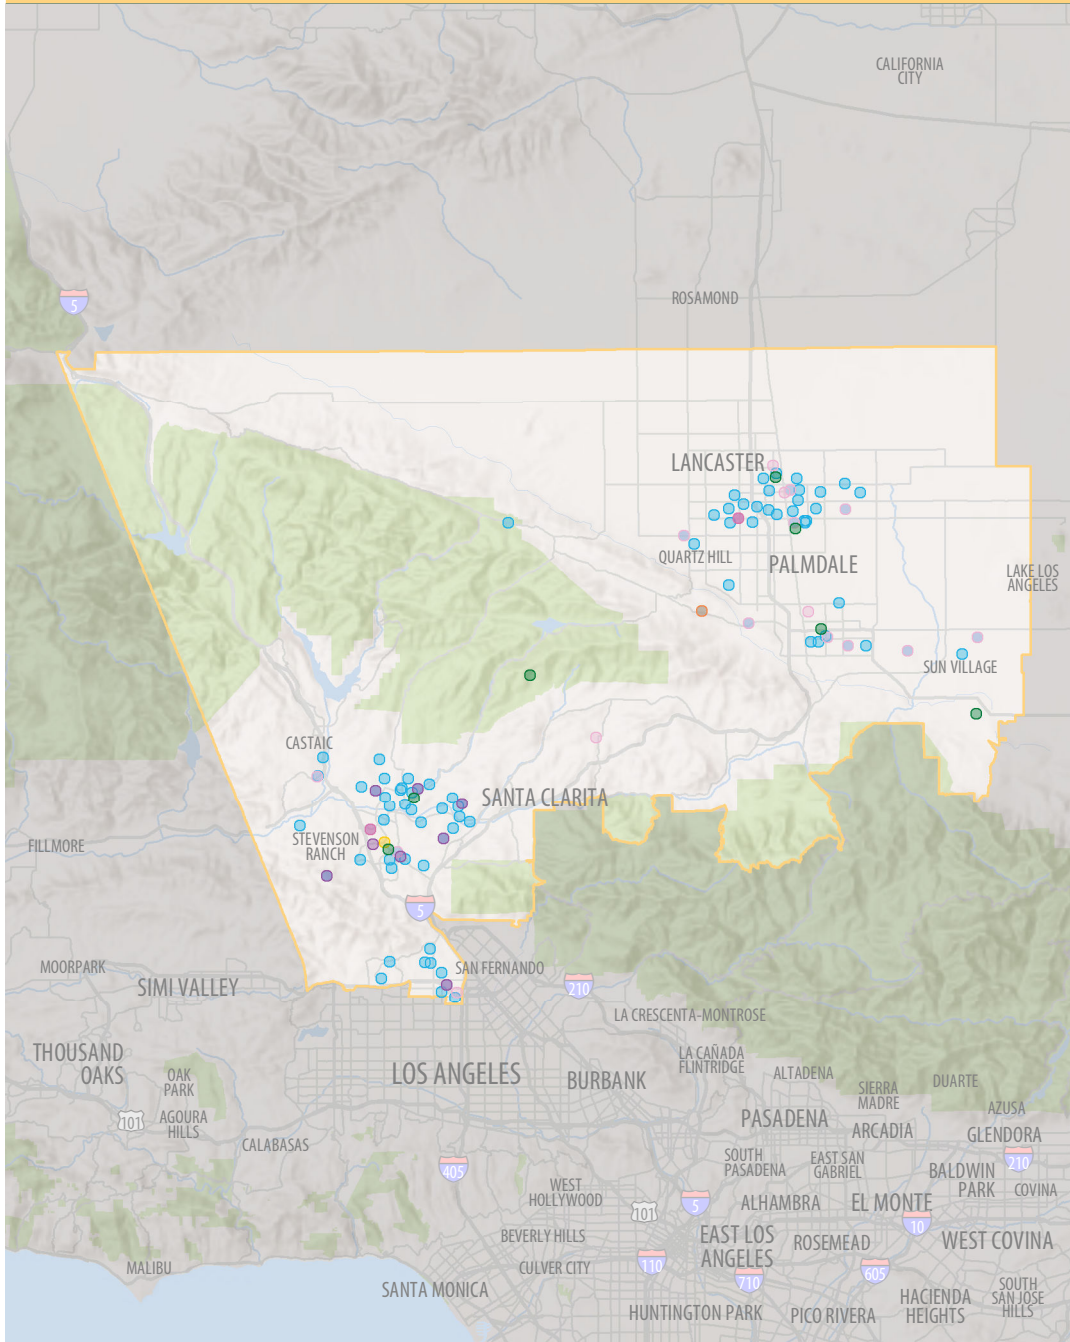 CALIFORNIA
CITY
5
ROSAMOND
LANCASTER
QUARTZ HILL
PALMDALE
LAKE LOS
ANGELES
SUN VILLAGE
CASTAIC
SANTA CLARITA
STEVENSON
RANCH
FILLMORE
5
MOORPARK
SAN FERNANDO
SIMI VALLEY
210
LA CRESCENTA-MONTROSE
THOUSAND
OAKS
LA CAÑADA
FLINTRIDGE
OAK
PARK
LOS ANGELES
BURBANK
ALTADENA
DUARTE
SIERRA
MADRE
101
AGOURA
HILLS
AZUSA
PASADENA
ARCADIA
GLENDORA
CALABASAS
405
SOUTH
PASADENA
EAST SAN
GABRIEL
210
BALDWIN
PARK
COVINA
WEST
HOLLYWOOD
101
5
ALHAMBRA
EL MONTE
10
BEVERLY HILLS
EAST LOS
ANGELES
ROSEMEAD
WEST COVINA
MALIBU
CULVER CITY
110
710
605
SANTA MONICA
HUNTINGTON PARK
PICO RIVERA
HACIENDA
HEIGHTS
SOUTH
SAN JOSE
HILLS